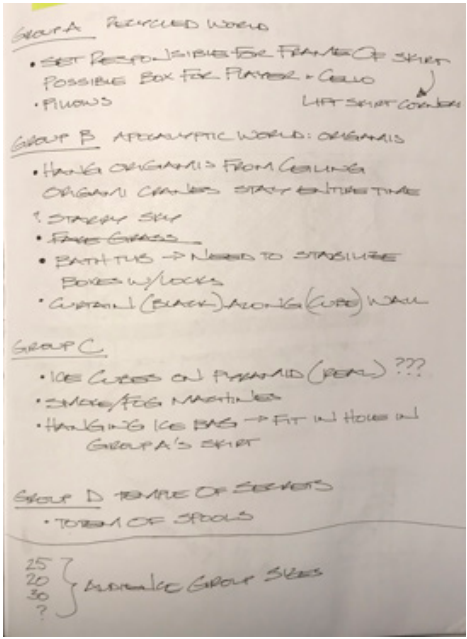 GROUP A RECYCLED WORLD
• SET RESPONSIBLE FOR FRAME OF SKIRT
POSSIBLE BOX FOR PLAYER + CELLO
• PILLOWS LIFT SKIRT CORNERS
GROUP B APOCALYPTIC WORLD: ORIGAMIS
• HANG ORIGAMIS FROM CEILING
ORIGAMI CRANES STAY ENTIRE TIME
? STARRY SKY
• FAKE GRASS
• BATH TUB → NEED TO STABILIZE
BOXES W/LOCKS
• CURTAIN (BLACK) ALONG (CUBE) WALL
GROUP C
• ICE CUBES ON PYRAMID (REAL) ???
• SMOKE/FOG MACHINES
• HANGING ICE BAG → FIT IN HOLE IN
GROUP A'S SKIRT
GROUP D TEMPLE OF SECRETS
• TOTEM OF SPOOLS
25
20
30
?
} AUDIENCE GROUP SIZES